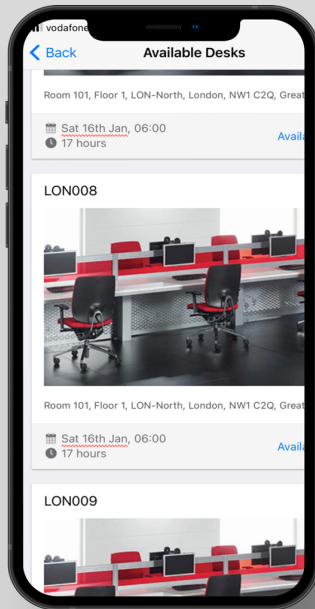 vodafone
Back
Available Desks
Room 101, Floor 1, LON-North, London, NW1 C2Q, Great
Sat 16th Jan, 06:00
17 hours
Availa
LON008
Room 101, Floor 1, LON-North, London, NW1 C2Q, Great
Sat 16th Jan, 06:00
17 hours
Availa
LON009